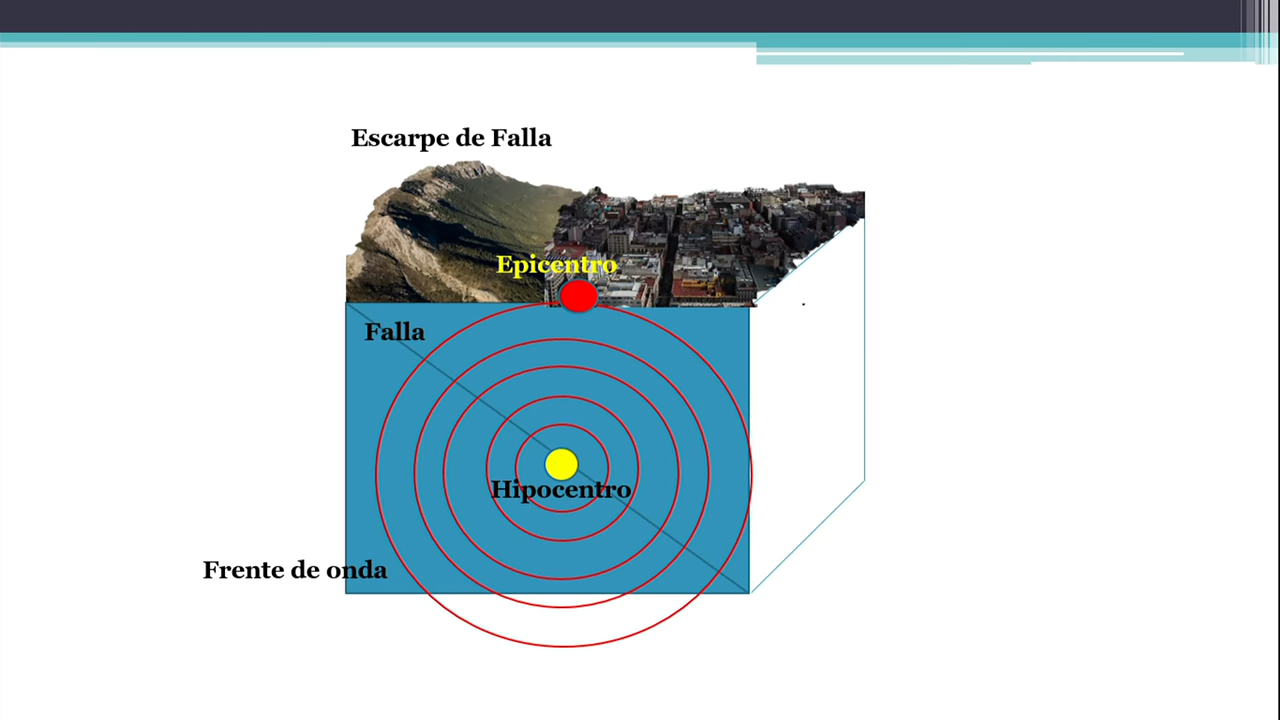 Escarpe de Falla
Epicentro
Falla
Hipocentro
Frente de onda